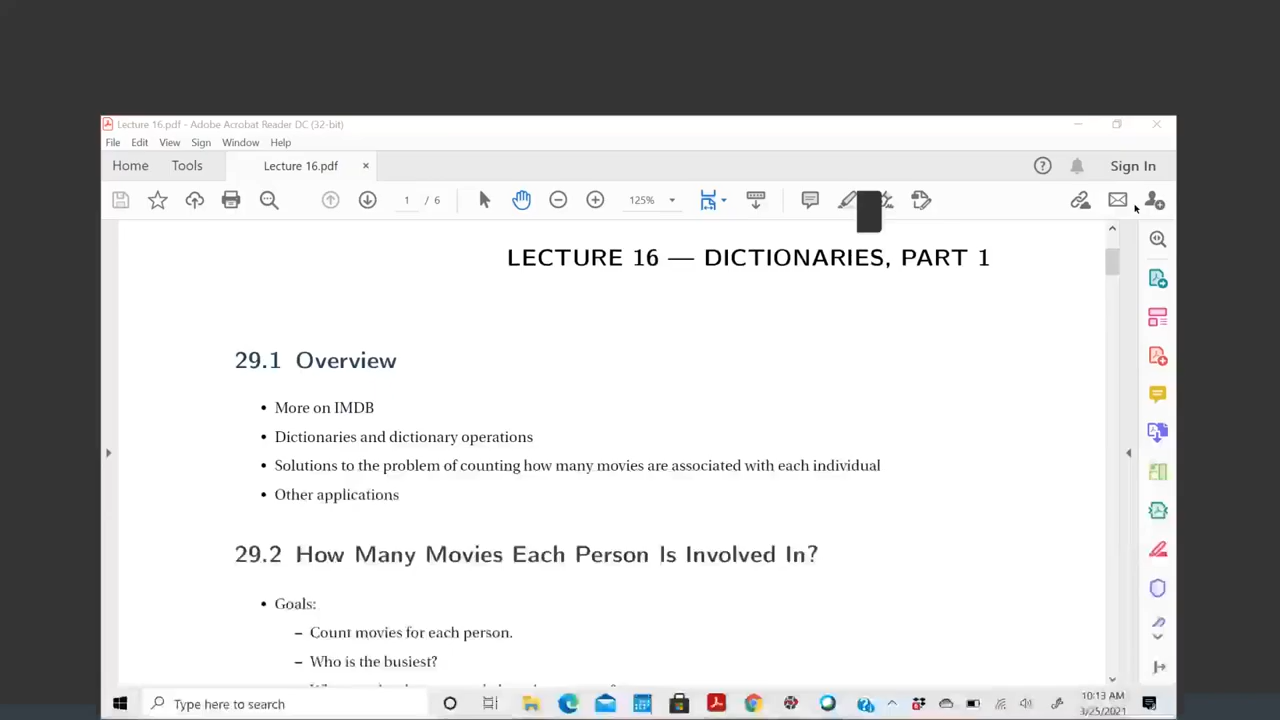 Lecture 16.pdf - Adobe Acrobat Reader DC (32-bit)
File Edit View Sign Window Help
Home Tools Lecture 16.pdf × Sign In
1 / 6 125%
LECTURE 16 — DICTIONARIES, PART 1
29.1 Overview
• More on IMDB
• Dictionaries and dictionary operations
• Solutions to the problem of counting how many movies are associated with each individual
• Other applications
29.2 How Many Movies Each Person Is Involved In?
• Goals:
– Count movies for each person.
– Who is the busiest?
Type here to search
10:13 AM
3/25/2021